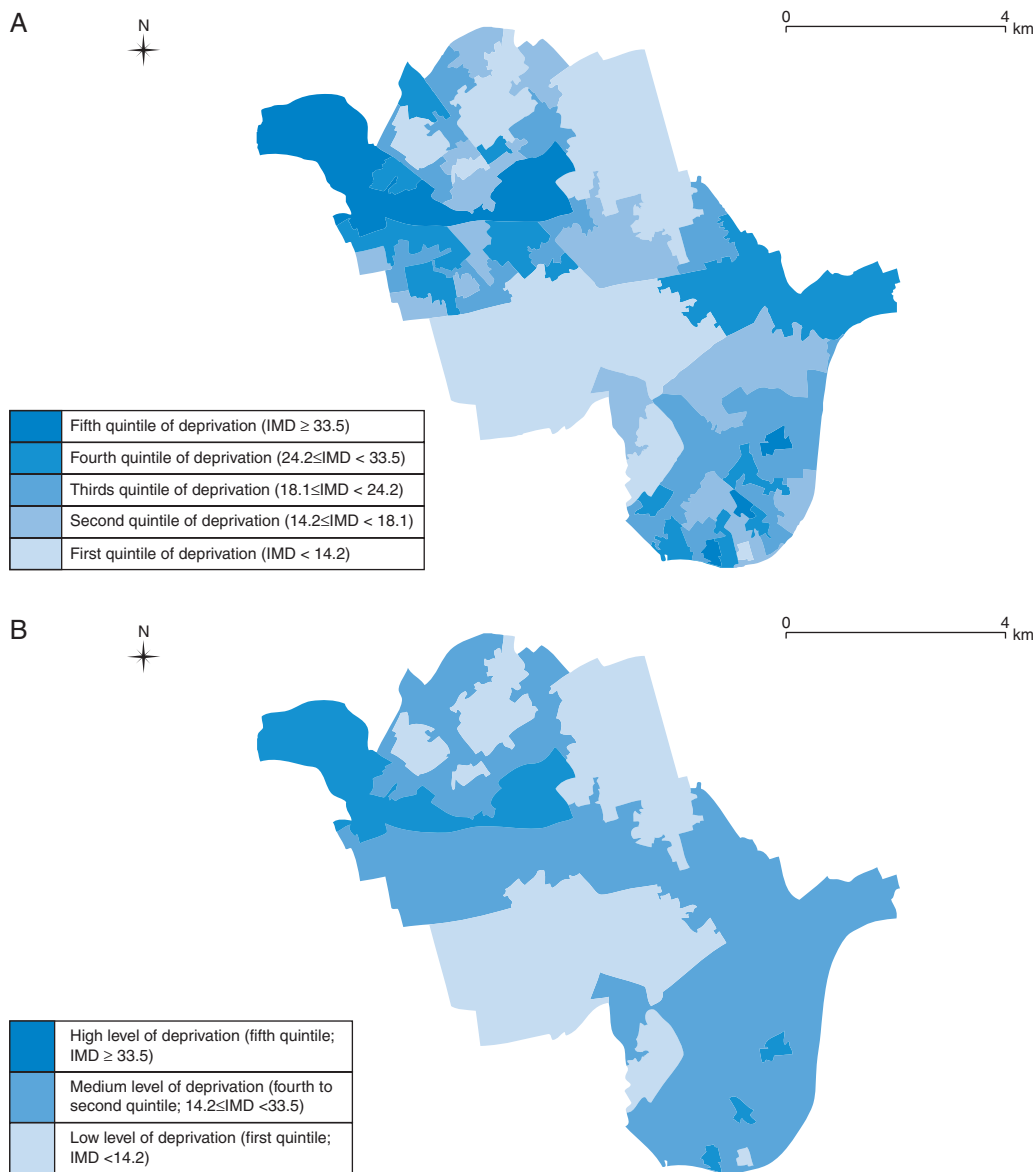 A
N
0 4
km
Fifth quintile of deprivation (IMD ≥ 33.5)
Fourth quintile of deprivation (24.2≤IMD < 33.5)
Thirds quintile of deprivation (18.1≤IMD < 24.2)
Second quintile of deprivation (14.2≤IMD < 18.1)
First quintile of deprivation (IMD < 14.2)
B
N
0 4
km
High level of deprivation (fifth quintile;
IMD ≥ 33.5)
Medium level of deprivation (fourth to
second quintile; 14.2≤IMD <33.5)
Low level of deprivation (first quintile;
IMD <14.2)